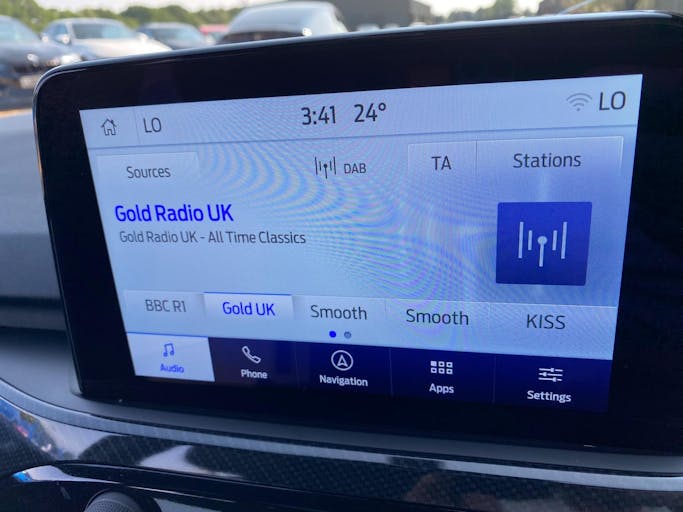 LO 3:41 24° LO
Sources DAB TA Stations
Gold Radio UK
Gold Radio UK - All Time Classics
BBC R1 Gold UK Smooth Smooth KISS
Audio Phone Navigation Apps Settings